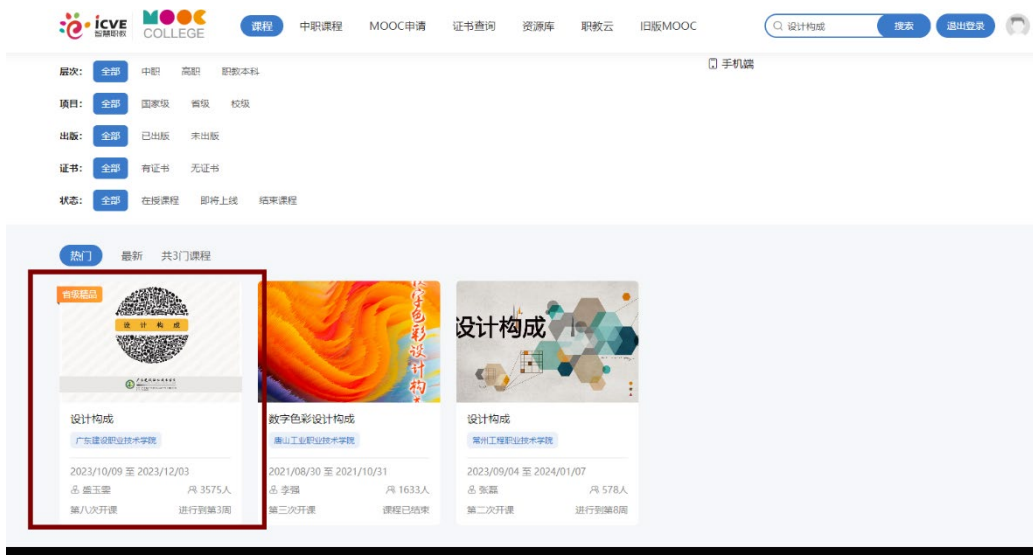 icve 智慧职教 MOOC COLLEGE 课程 中职课程 MOOC申请 证书查询 资源库 职教云 旧版MOOC 设计构成 搜索 退出登录
层次: 全部 中职 高职 职教本科
手机端
项目: 全部 国家级 省级 校级
出版: 全部 已出版 未出版
证书: 全部 有证书 无证书
状态: 全部 在授课程 即将上线 结束课程
热门 最新 共3门课程
省级精品
设计构成
设计构成
广东建设职业技术学院
2023/10/09 至 2023/12/03
盛玉雯 3575人
第八次开课 进行到第3周
数字色彩设计构
数字色彩设计构成
唐山工业职业技术学院
2021/08/30 至 2021/10/31
李强 1633人
第三次开课 课程已结束
设计构成
设计构成
常州工程职业技术学院
2023/09/04 至 2024/01/07
张磊 578人
第二次开课 进行到第8周